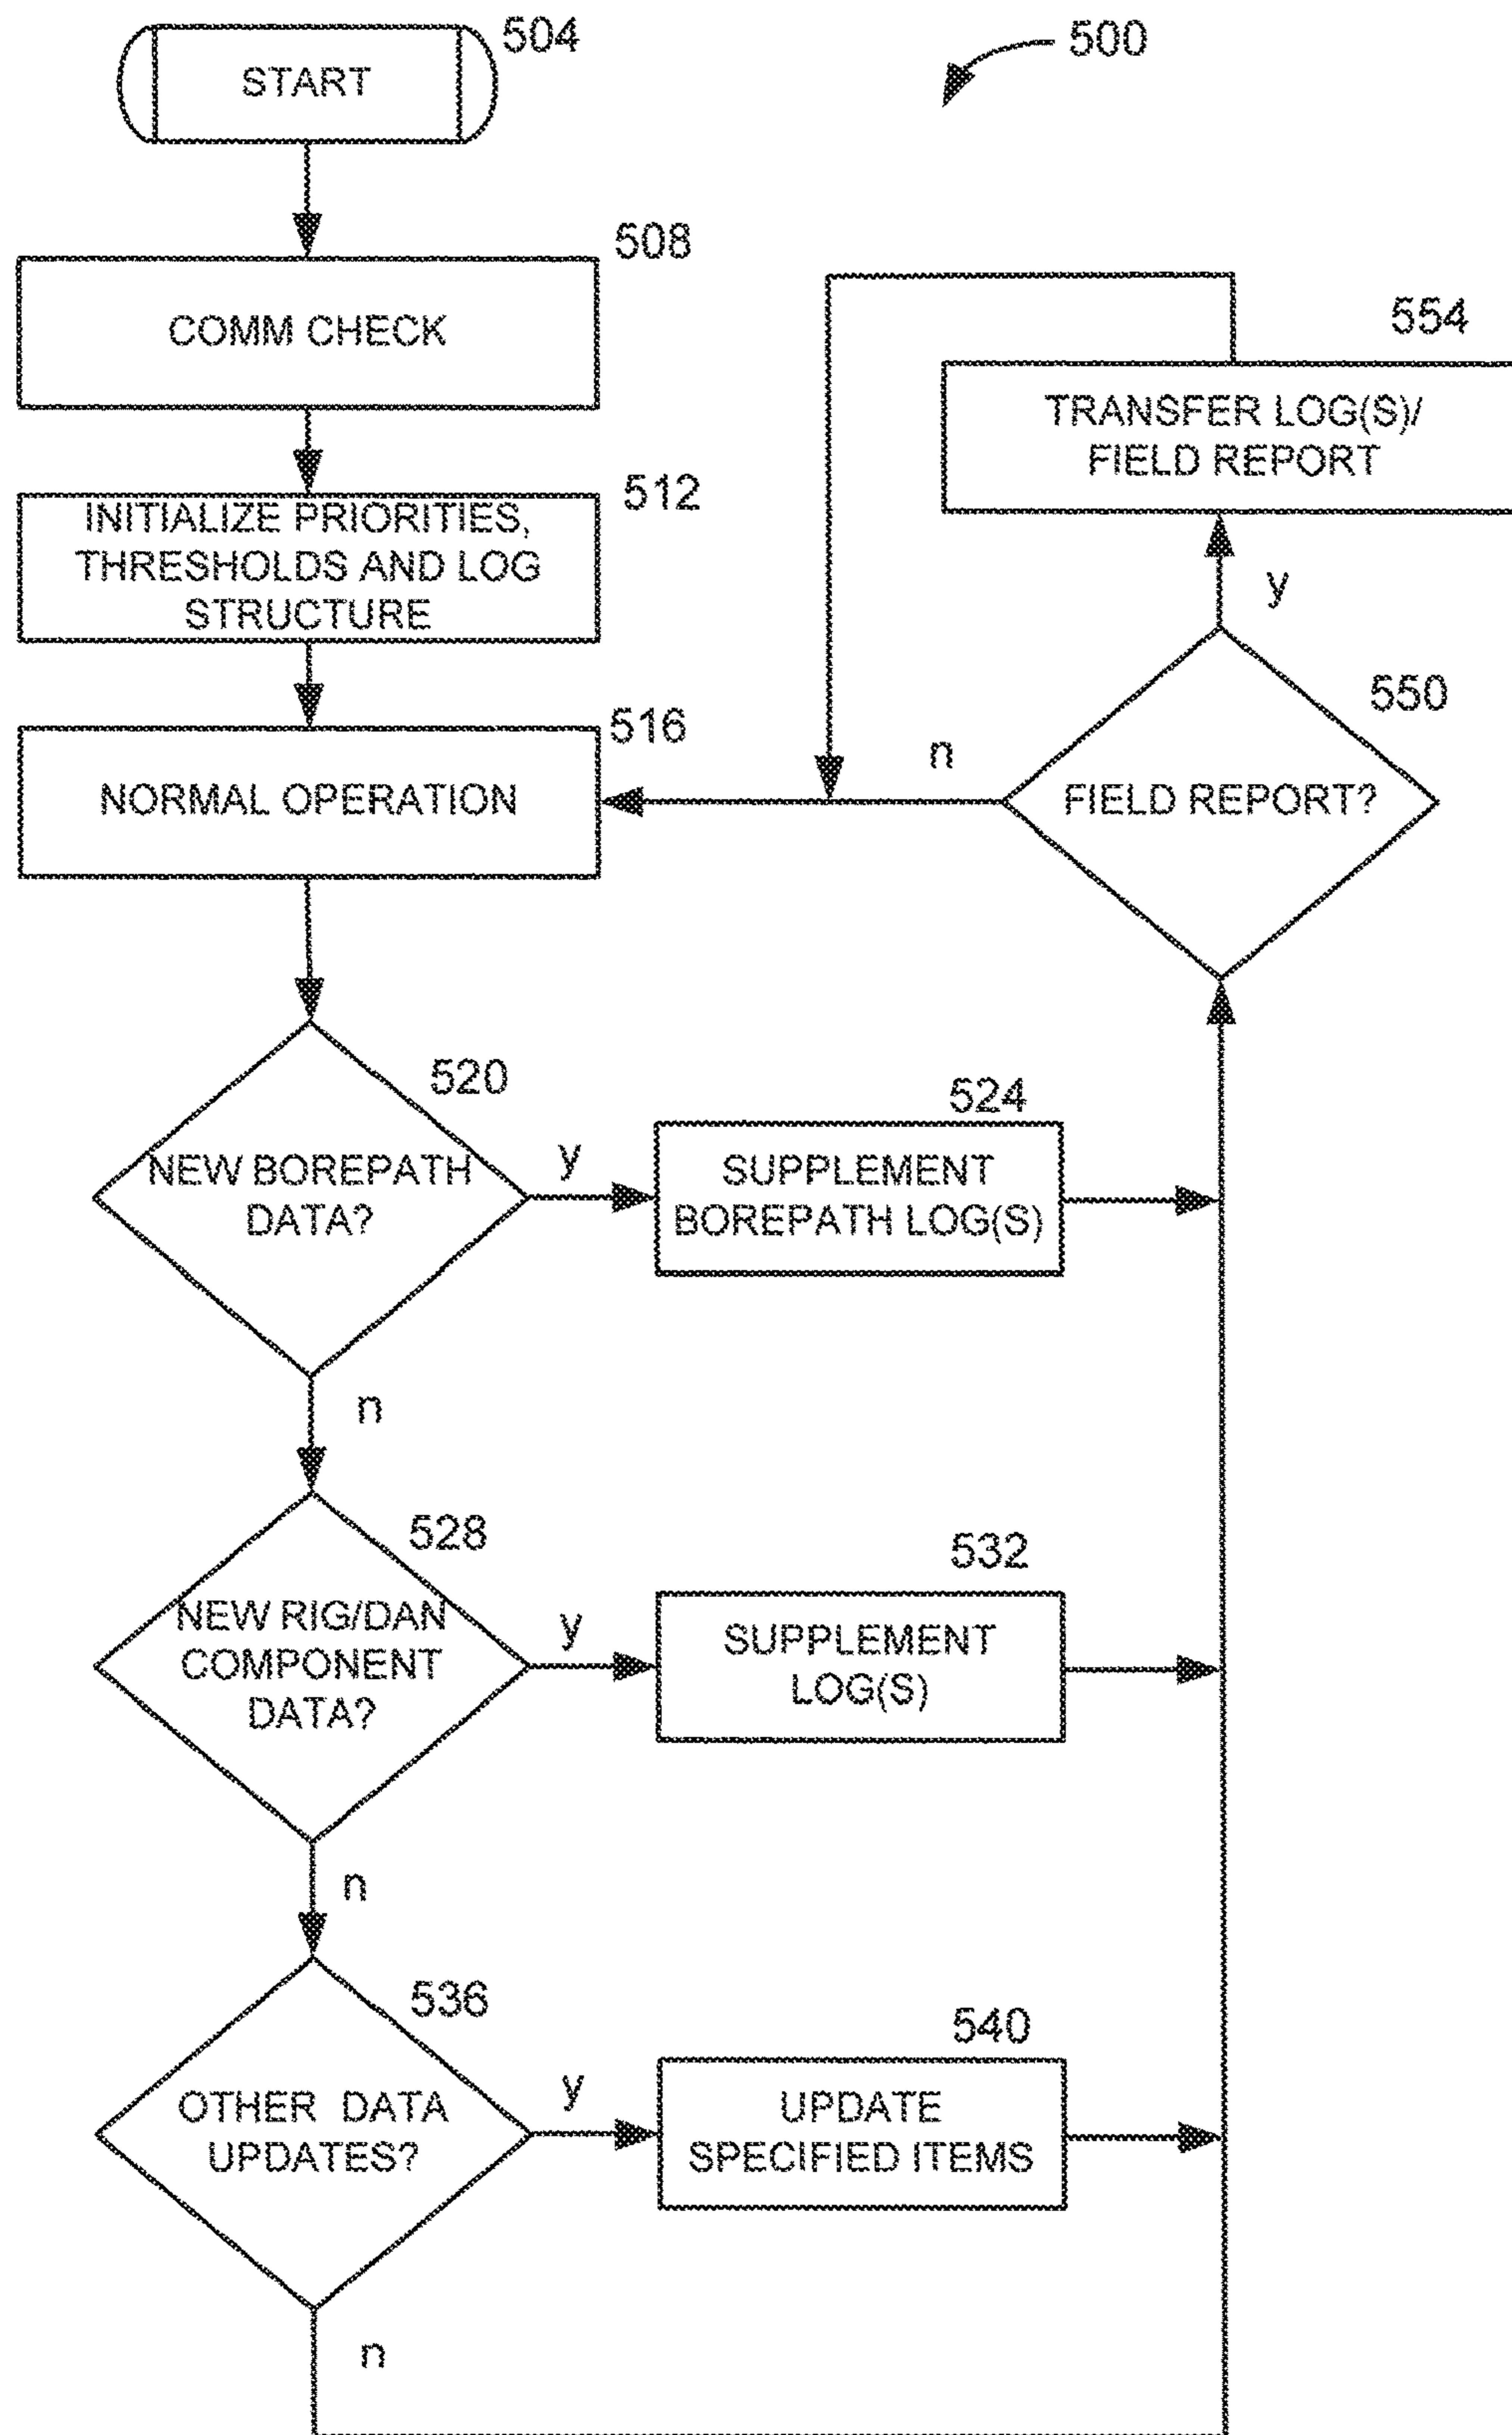 504
START
500
508
COMM CHECK
554
TRANSFER LOG(S)/
FIELD REPORT
512
INITIALIZE PRIORITIES,
THRESHOLDS AND LOG
STRUCTURE
y
550
516
NORMAL OPERATION
n
FIELD REPORT?
520
NEW BOREPATH
DATA?
y
524
SUPPLEMENT
BOREPATH LOG(S)
n
528
NEW RIG/DAN
COMPONENT
DATA?
y
532
SUPPLEMENT
LOG(S)
n
536
OTHER DATA
UPDATES?
y
540
UPDATE
SPECIFIED ITEMS
n